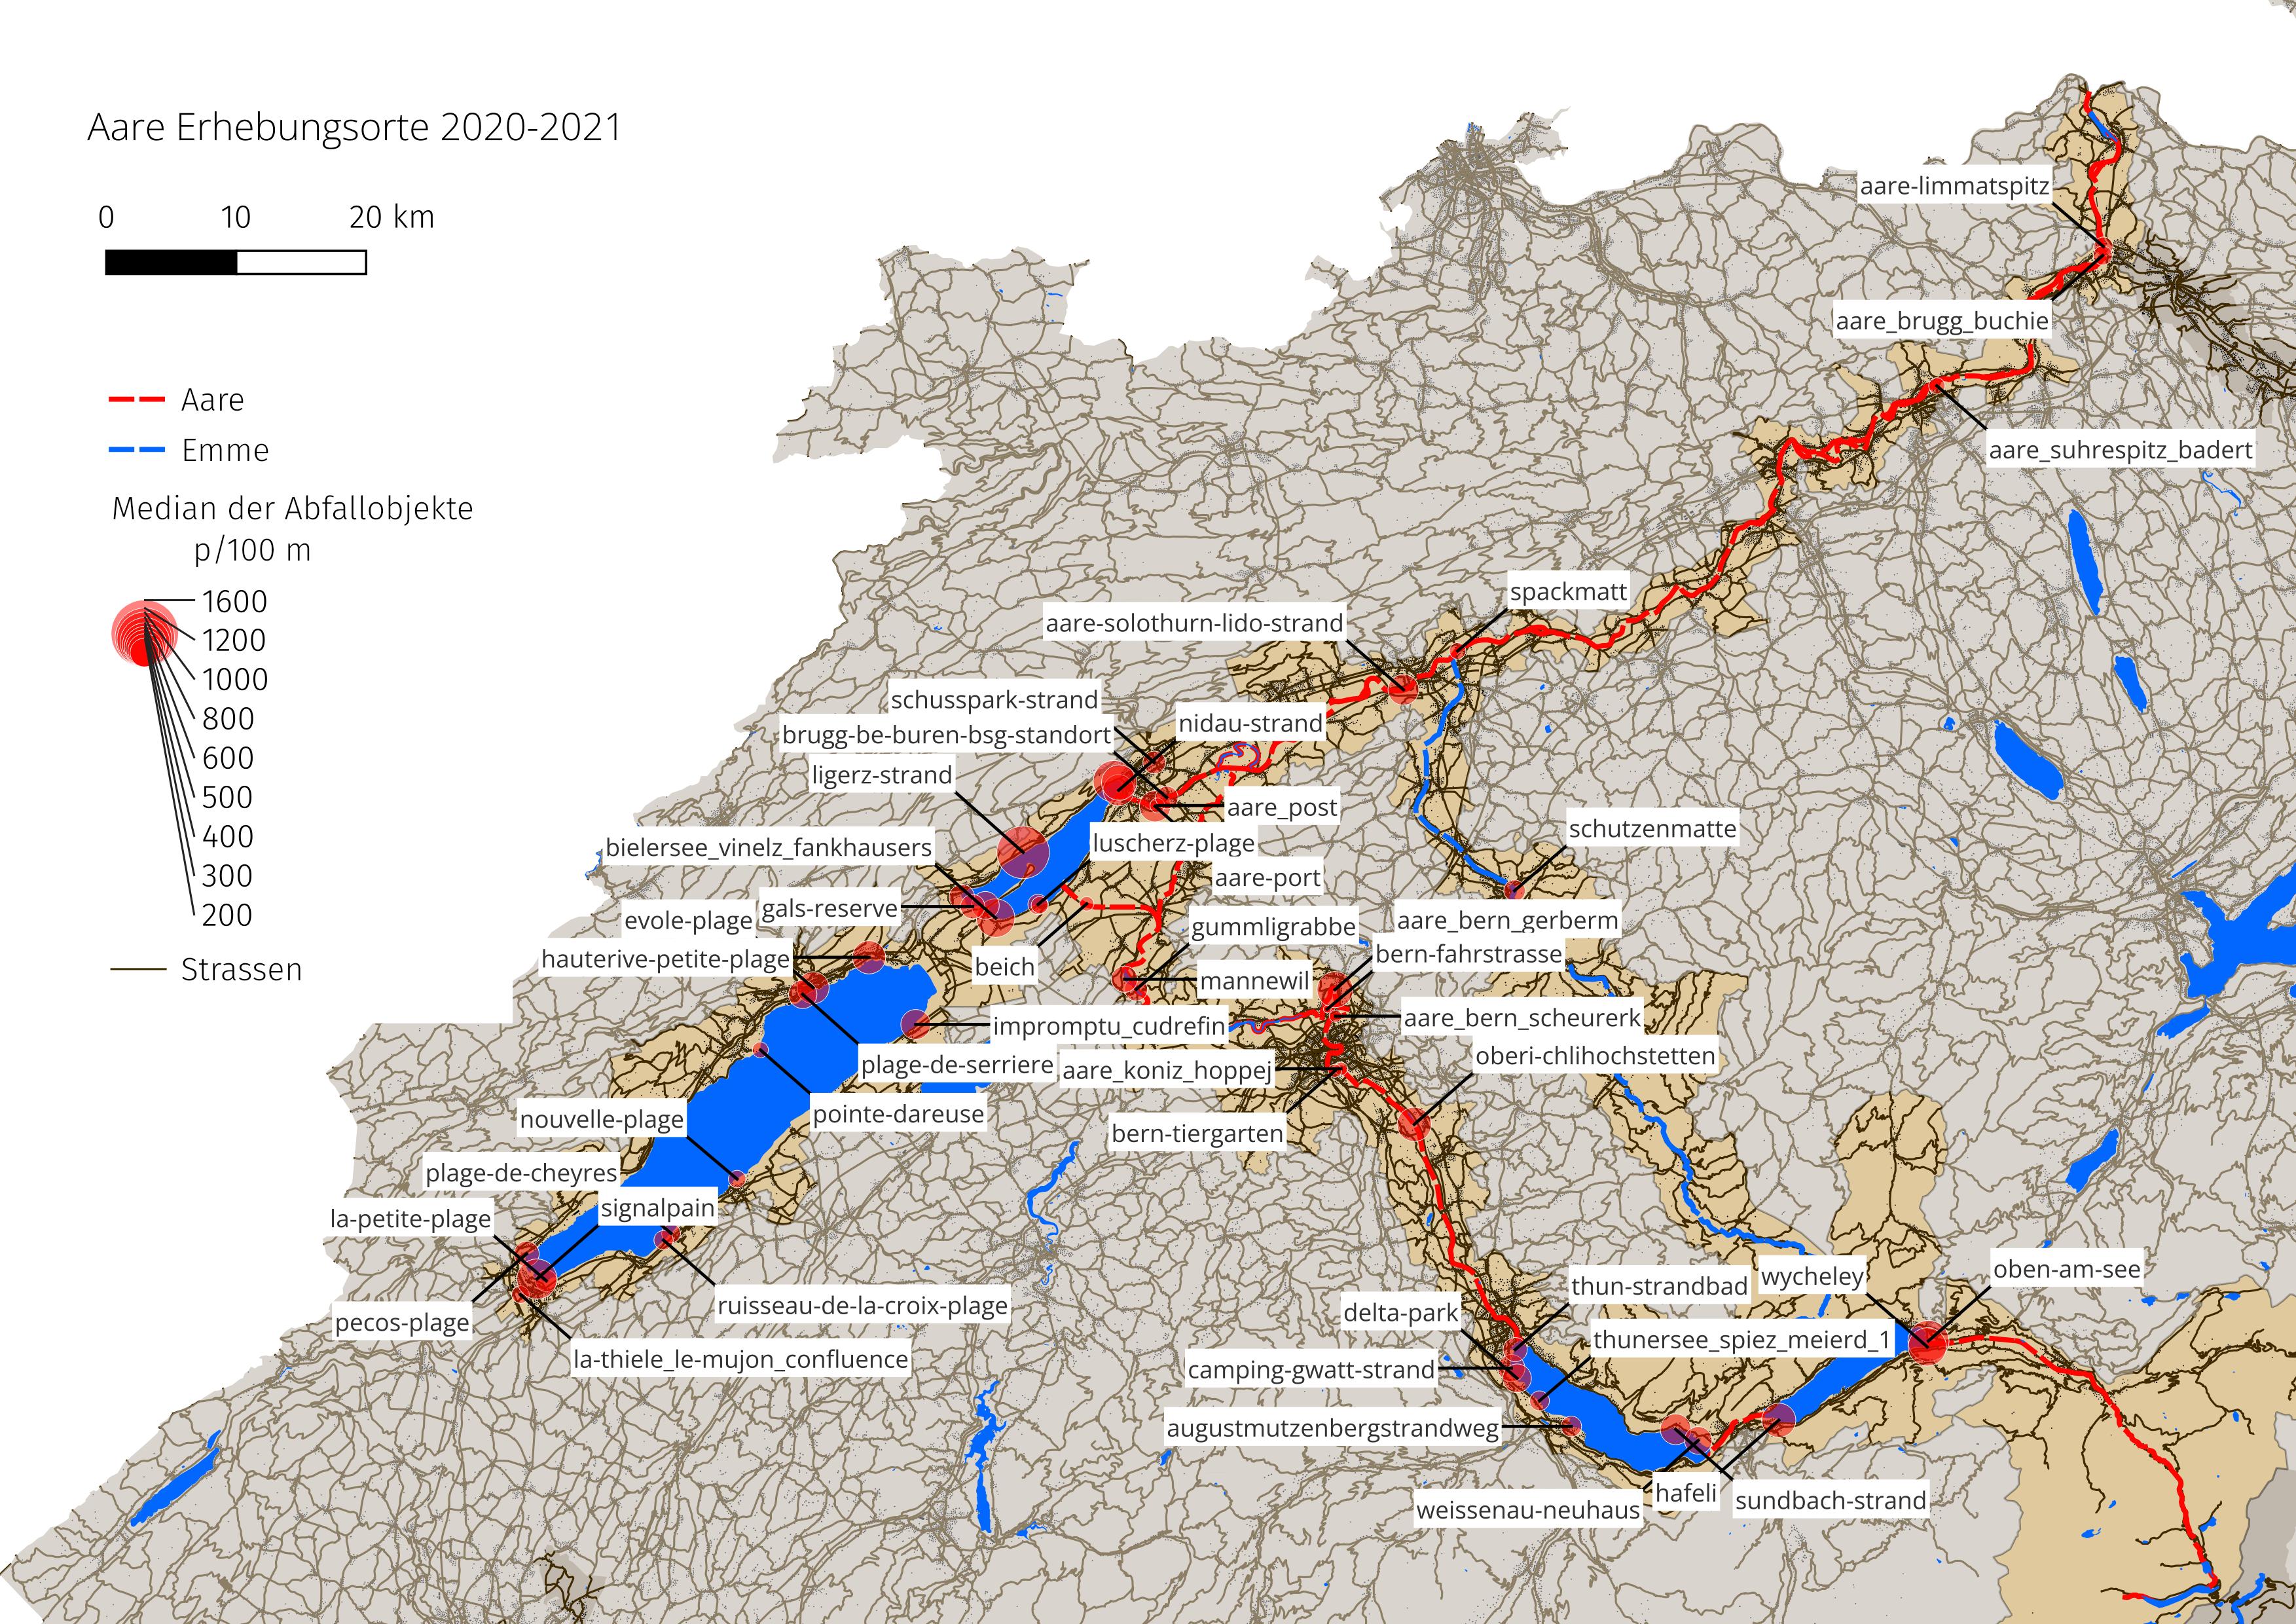 Aare Erhebungsorte 2020-2021
0 10 20 km
Aare
Emme
Median der Abfallobjekte
p/100 m
1600
1200
1000
800
600
500
400
300
200
Strassen
aare-limmatspitz
aare_brugg_buchie
aare_suhrespitz_badert
spackmatt
aare-solothurn-lido-strand
schusspark-strand
nidau-strand
brugg-be-buren-bsg-standort
ligerz-strand
aare_post
schutzenmatte
bielersee_vinelz_fankhausers
luscherz-plage
aare-port
gals-reserve
evole-plage
aare_bern_gerberm
gummligrabbe
hauterive-petite-plage
bern-fahrstrasse
beich
mannewil
aare_bern_scheurerk
impromptu_cudrefin
oberi-chlihochstetten
plage-de-serriere
aare_koniz_hoppej
pointe-dareuse
nouvelle-plage
bern-tiergarten
plage-de-cheyres
signalpain
la-petite-plage
wycheley
oben-am-see
thun-strandbad
ruisseau-de-la-croix-plage
delta-park
pecos-plage
thunersee_spiez_meierd_1
la-thiele_le-mujon_confluence
camping-gwatt-strand
augustmutzenbergstrandweg
hafeli
sundbach-strand
weissenau-neuhaus